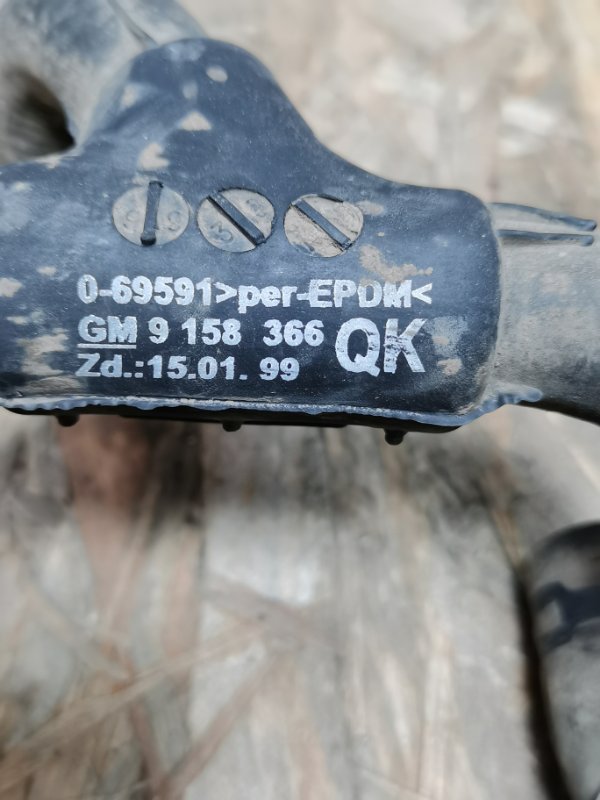 0-69591>per-EPDM<
GM 9 158 366 QK
Zd.:15.01. 99